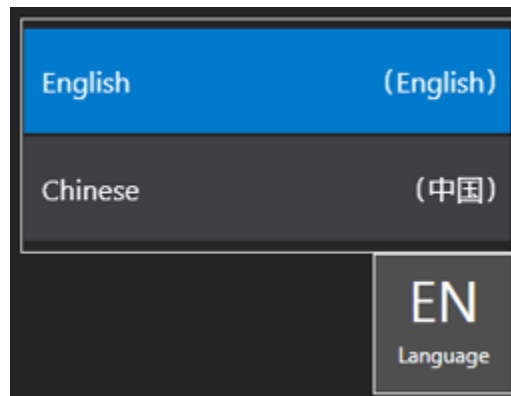 English （English）
Chinese （中国）
EN
Language